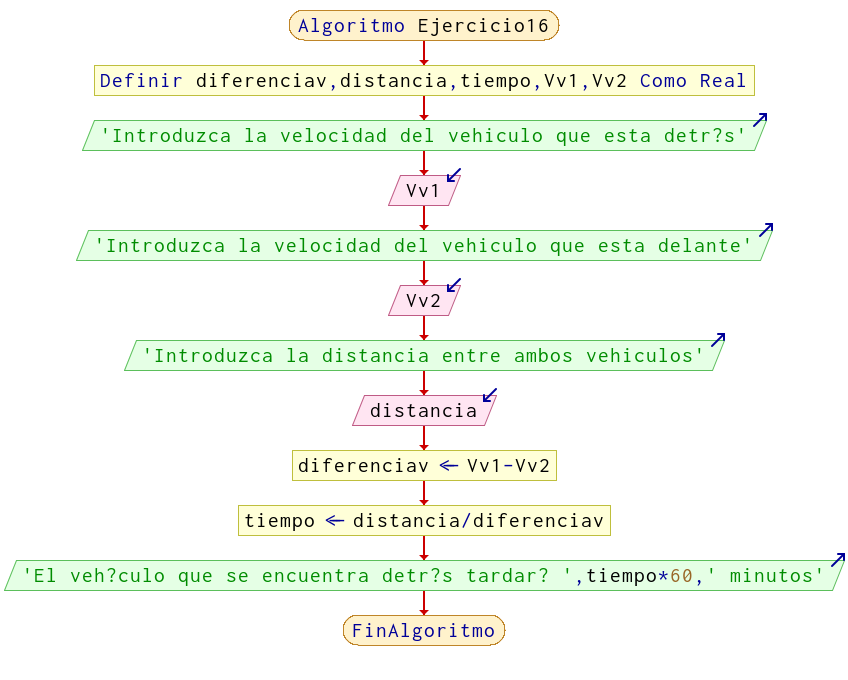 Algoritmo Ejercicio16
Definir diferenciav,distancia,tiempo,Vv1,Vv2 Como Real
'Introduzca la velocidad del vehiculo que esta detr?s'
Vv1
'Introduzca la velocidad del vehiculo que esta delante'
Vv2
'Introduzca la distancia entre ambos vehiculos'
distancia
diferenciav ← Vv1-Vv2
tiempo ← distancia/diferenciav
'El veh?culo que se encuentra detr?s tardar? ',tiempo*60,' minutos'
FinAlgoritmo